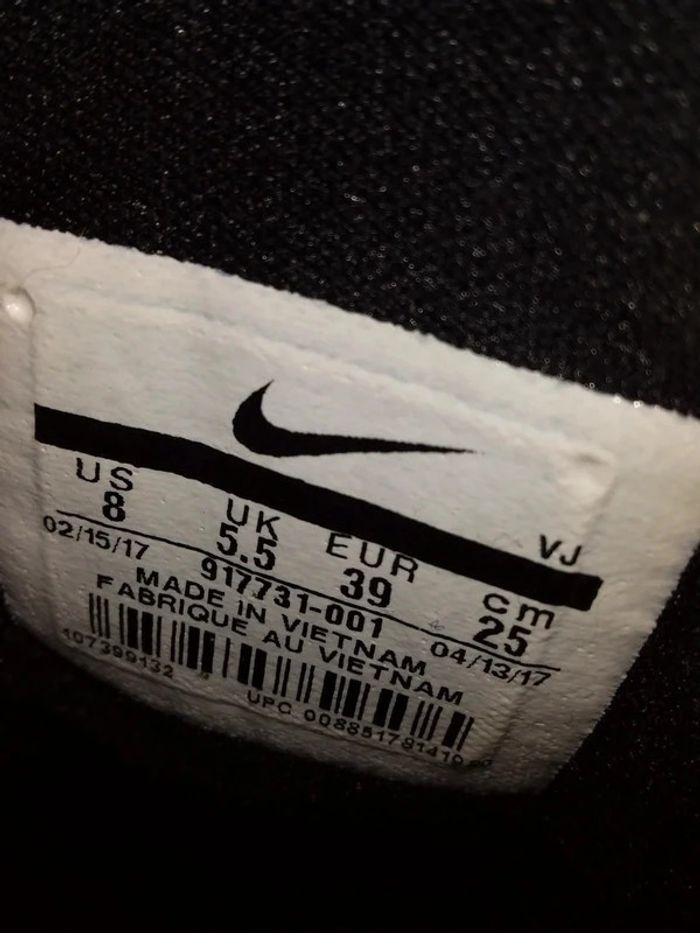 VJ
US UK EUR cm
8 5.5 39 25
02/15/17 917731-001 04/13/17
MADE IN VIETNAM
FABRIQUE AU VIETNAM
107399132
UPC